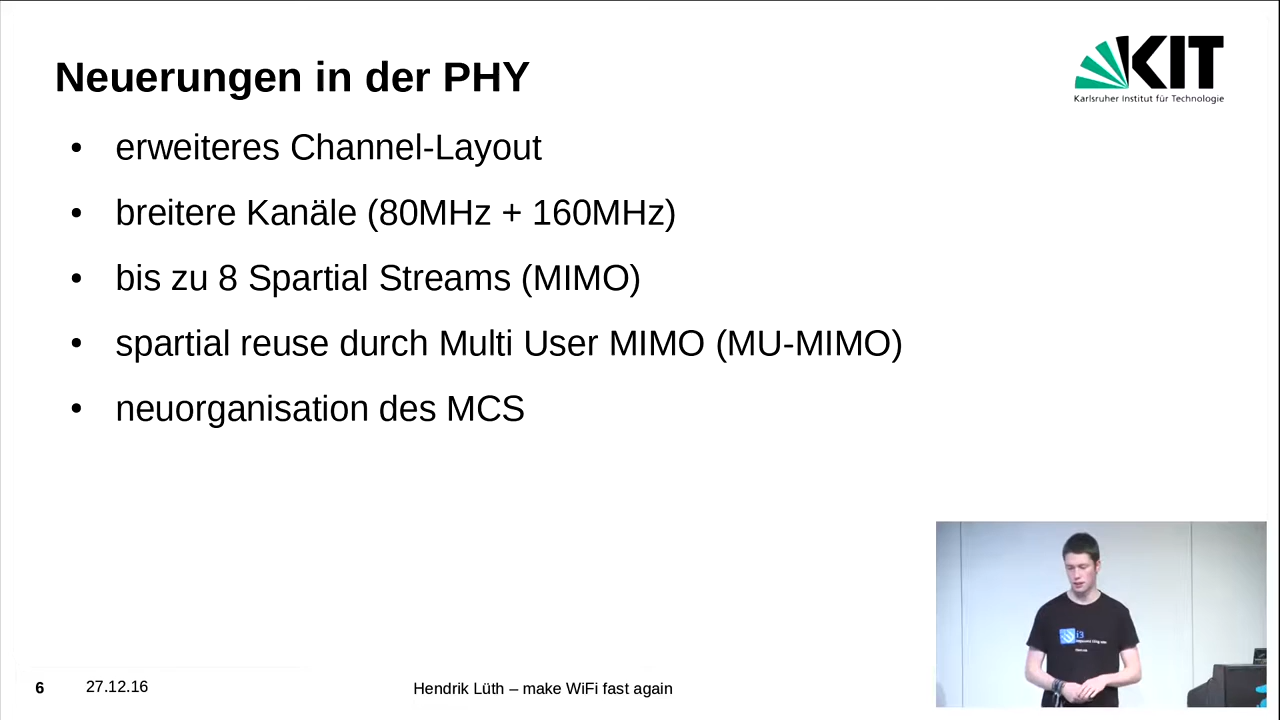 Neuerungen in der PHY
KIT
Karlsruher Institut für Technologie
• erweiteres Channel-Layout
• breitere Kanäle (80MHz + 160MHz)
• bis zu 8 Spartial Streams (MIMO)
• spartial reuse durch Multi User MIMO (MU-MIMO)
• neuorganisation des MCS
i3
6
27.12.16
Hendrik Lüth – make WiFi fast again